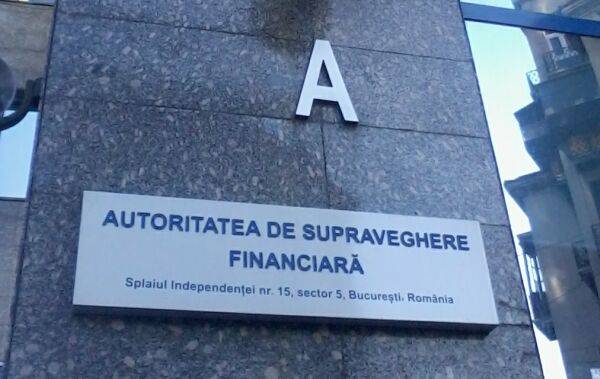 A
AUTORITATEA DE SUPRAVEGHERE
FINANCIARĂ
Splaiul Independenței nr. 15, sector 5, București, România